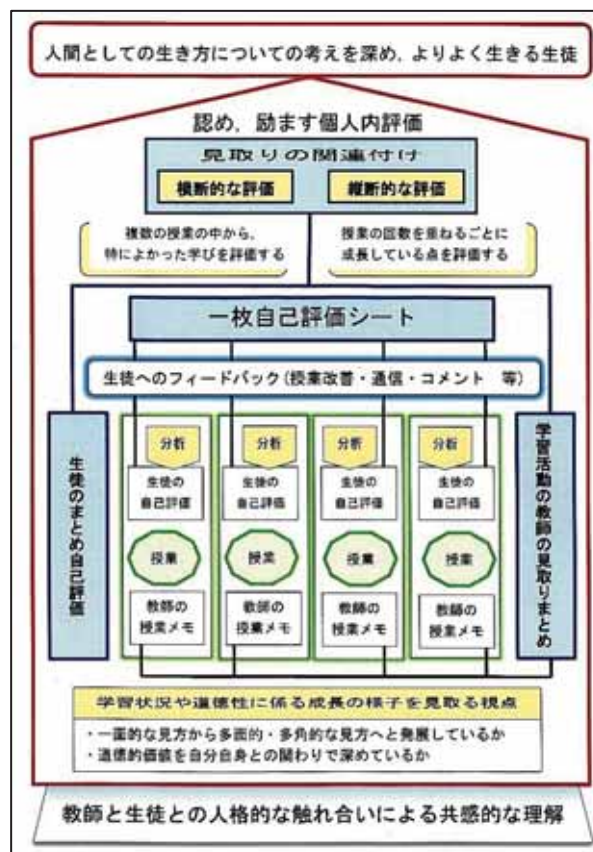 人間としての生き方についての考えを深め，よりよく生きる生徒
認め，励ます個人内評価
見取りの関連付け
横断的な評価
縦断的な評価
複数の授業の中から，
特によかった学びを評価する
授業の回数を重ねるごとに
成長している点を評価する
一枚自己評価シート
生徒へのフィードバック(授業改善・通信・コメント　等)
生徒のまとめ自己評価
分析
生徒の
自己評価
授業
教師の
授業メモ
分析
生徒の
自己評価
授業
教師の
授業メモ
分析
生徒の
自己評価
授業
教師の
授業メモ
分析
生徒の
自己評価
授業
教師の
授業メモ
学習活動の教師の見取りまとめ
学習状況や道徳性に係る成長の様子を見取る視点
・一面的な見方から多面的・多角的な見方へと発展しているか
・道徳的価値を自分自身との関わりで深めているか
教師と生徒との人格的な触れ合いによる共感的な理解